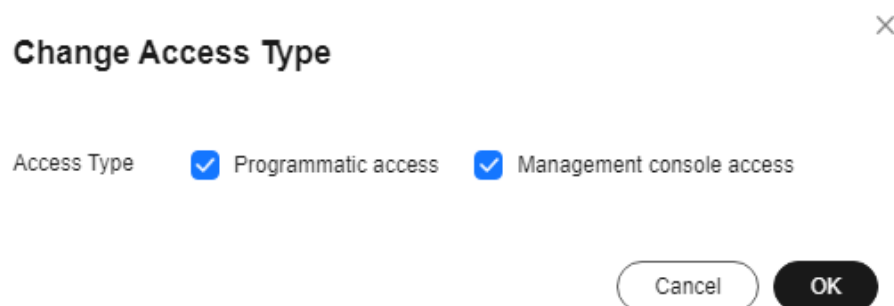 Change Access Type
Access Type Programmatic access Management console access
Cancel OK